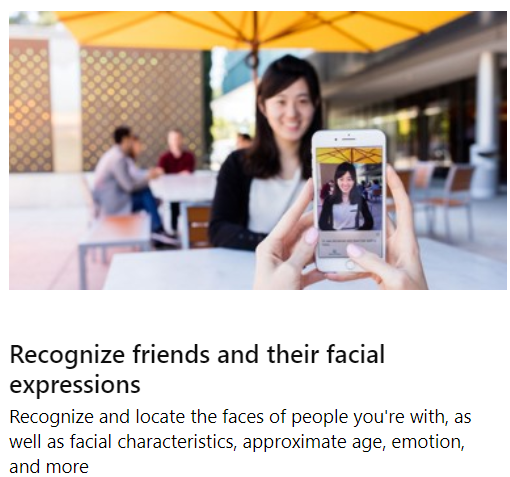 Recognize friends and their facial
expressions
Recognize and locate the faces of people you're with, as
well as facial characteristics, approximate age, emotion,
and more